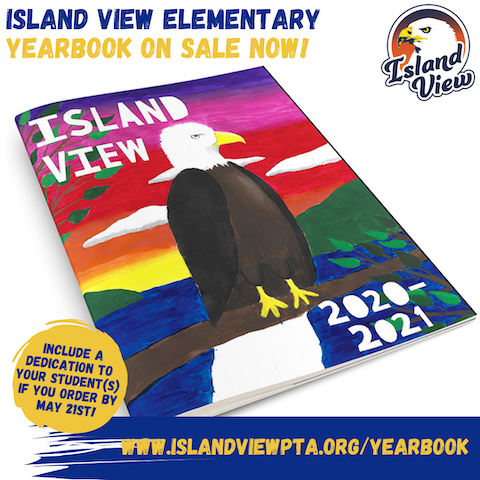 ISLAND VIEW ELEMENTARY
YEARBOOK ON SALE NOW!
Island
View
ISLAND
VIEW
2020-
2021
INCLUDE A
DEDICATION TO
YOUR STUDENT(S)
IF YOU ORDER BY
MAY 21ST!
WWW.ISLANDVIEWPTA.ORG/YEARBOOK